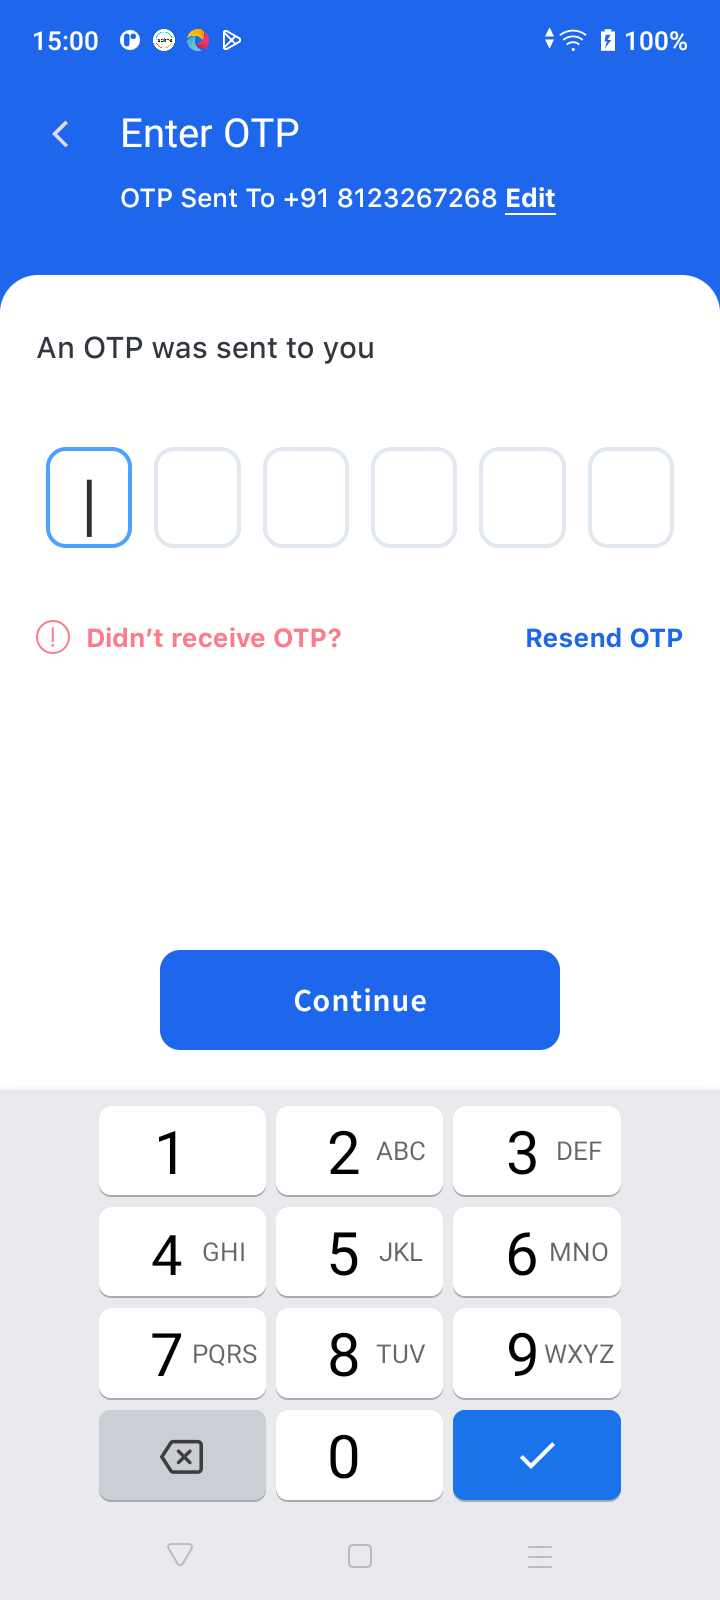 15:00 100%
Enter OTP
OTP Sent To +91 8123267268 Edit
An OTP was sent to you
Didn’t receive OTP? Resend OTP
Continue
1 2 ABC 3 DEF
4 GHI 5 JKL 6 MNO
7 PQRS 8 TUV 9 WXYZ
0